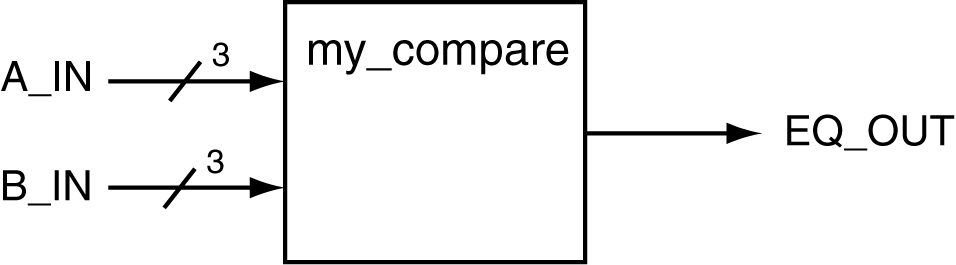 A_IN
3
my_compare
B_IN
3
EQ_OUT